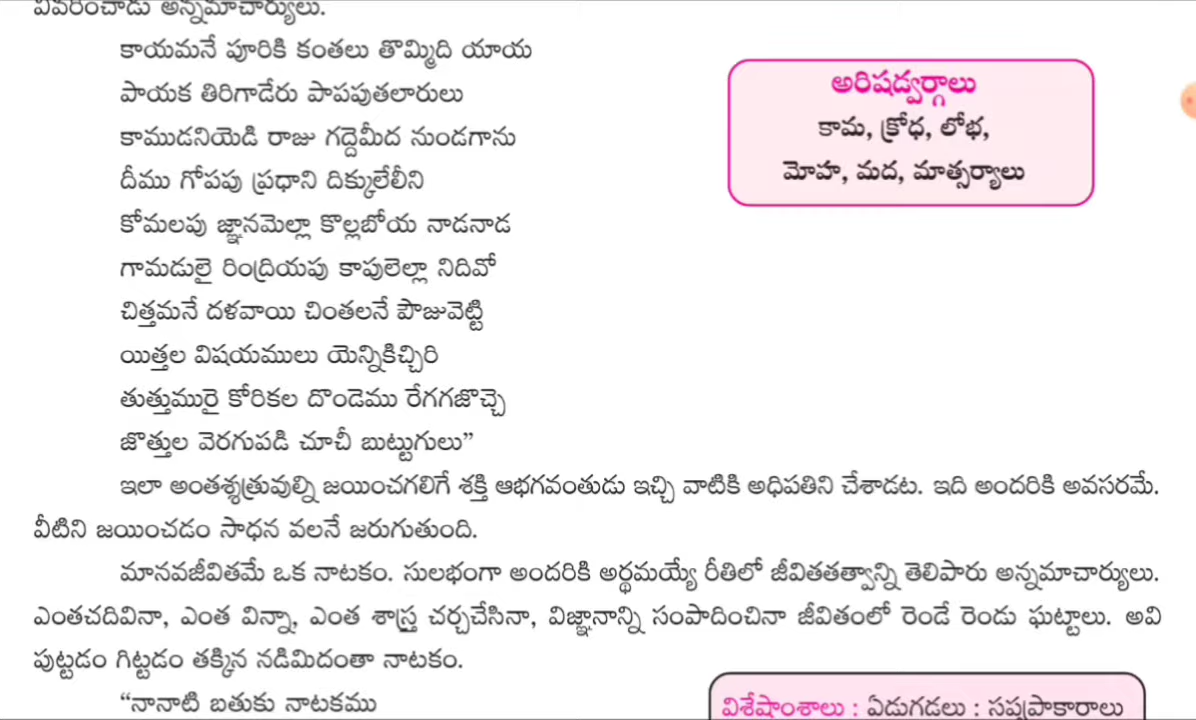 వివరించాడు అన్నమాచార్యులు.
కాయమనే పూరికి కంతలు తొమ్మిది యాయ
పాయక తిరిగాడేరు పాపపుతలారులు
కాముడనియెడి రాజు గద్దెమీద నుండగాను
దీము గోపపు ప్రధాని దిక్కులేలీని
కోమలపు జ్ఞానమెల్లా కొల్లబోయ నాడనాడ
గామడులై రింద్రియపు కాపులెల్లా నిదివో
చిత్తమనే దళవాయి చింతలనే పౌజువెట్టి
యిత్తల విషయములు యెన్నికిచ్చిరి
తుత్తుమురై కోరికల దొండెము రేగగజొచ్చె
జొత్తుల వెరగుపడి చూచీ బుట్టుగులు”
అరిషడ్వర్గాలు
కామ, క్రోధ, లోభ,
మోహ, మద, మాత్సర్యాలు
ఇలా అంతశ్శత్రువుల్ని జయించగలిగే శక్తి ఆభగవంతుడు ఇచ్చి వాటికి అధిపతిని చేశాడట. ఇది అందరికి అవసరమే.
వీటిని జయించడం సాధన వలనే జరుగుతుంది.
మానవజీవితమే ఒక నాటకం. సులభంగా అందరికి అర్థమయ్యే రీతిలో జీవితతత్వాన్ని తెలిపారు అన్నమాచార్యులు.
ఎంతచదివినా, ఎంత విన్నా, ఎంత శాస్త్ర చర్చచేసినా, విజ్ఞానాన్ని సంపాదించినా జీవితంలో రెండే రెండు ఘట్టాలు. అవి
పుట్టడం గిట్టడం తక్కిన నడిమిదంతా నాటకం.
“నానాటి బతుకు నాటకము
విశేషాంశాలు : ఏడుగడలు : సప్తప్రాకారాలు